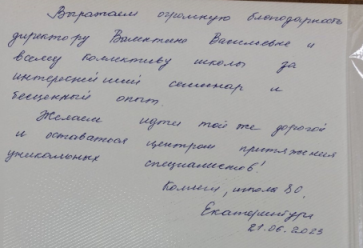 Выражаем огромную благодарность
директору Валентине Васильевне и
всему коллективу школы за
интереснейший семинар и
бесценный опыт.
Желаем идти той же дорогой
и оставаться центром притяжения
уникальных специалистов!
Коллеги, школа 80,
Екатеринбург
21.06.2023